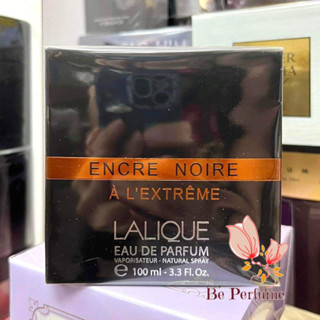 ENCRE NOIRE
À L'EXTRÊME
LALIQUE
EAU DE PARFUM
VAPORISATEUR - NATURAL SPRAY
e 100 ml - 3.3 Fl. Oz.
Be Perfume